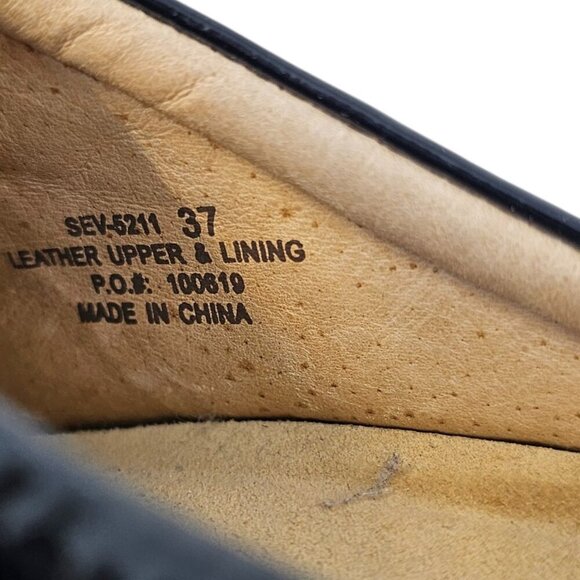 SEV-5211 37
LEATHER UPPER & LINING
P.O.#: 100619
MADE IN CHINA